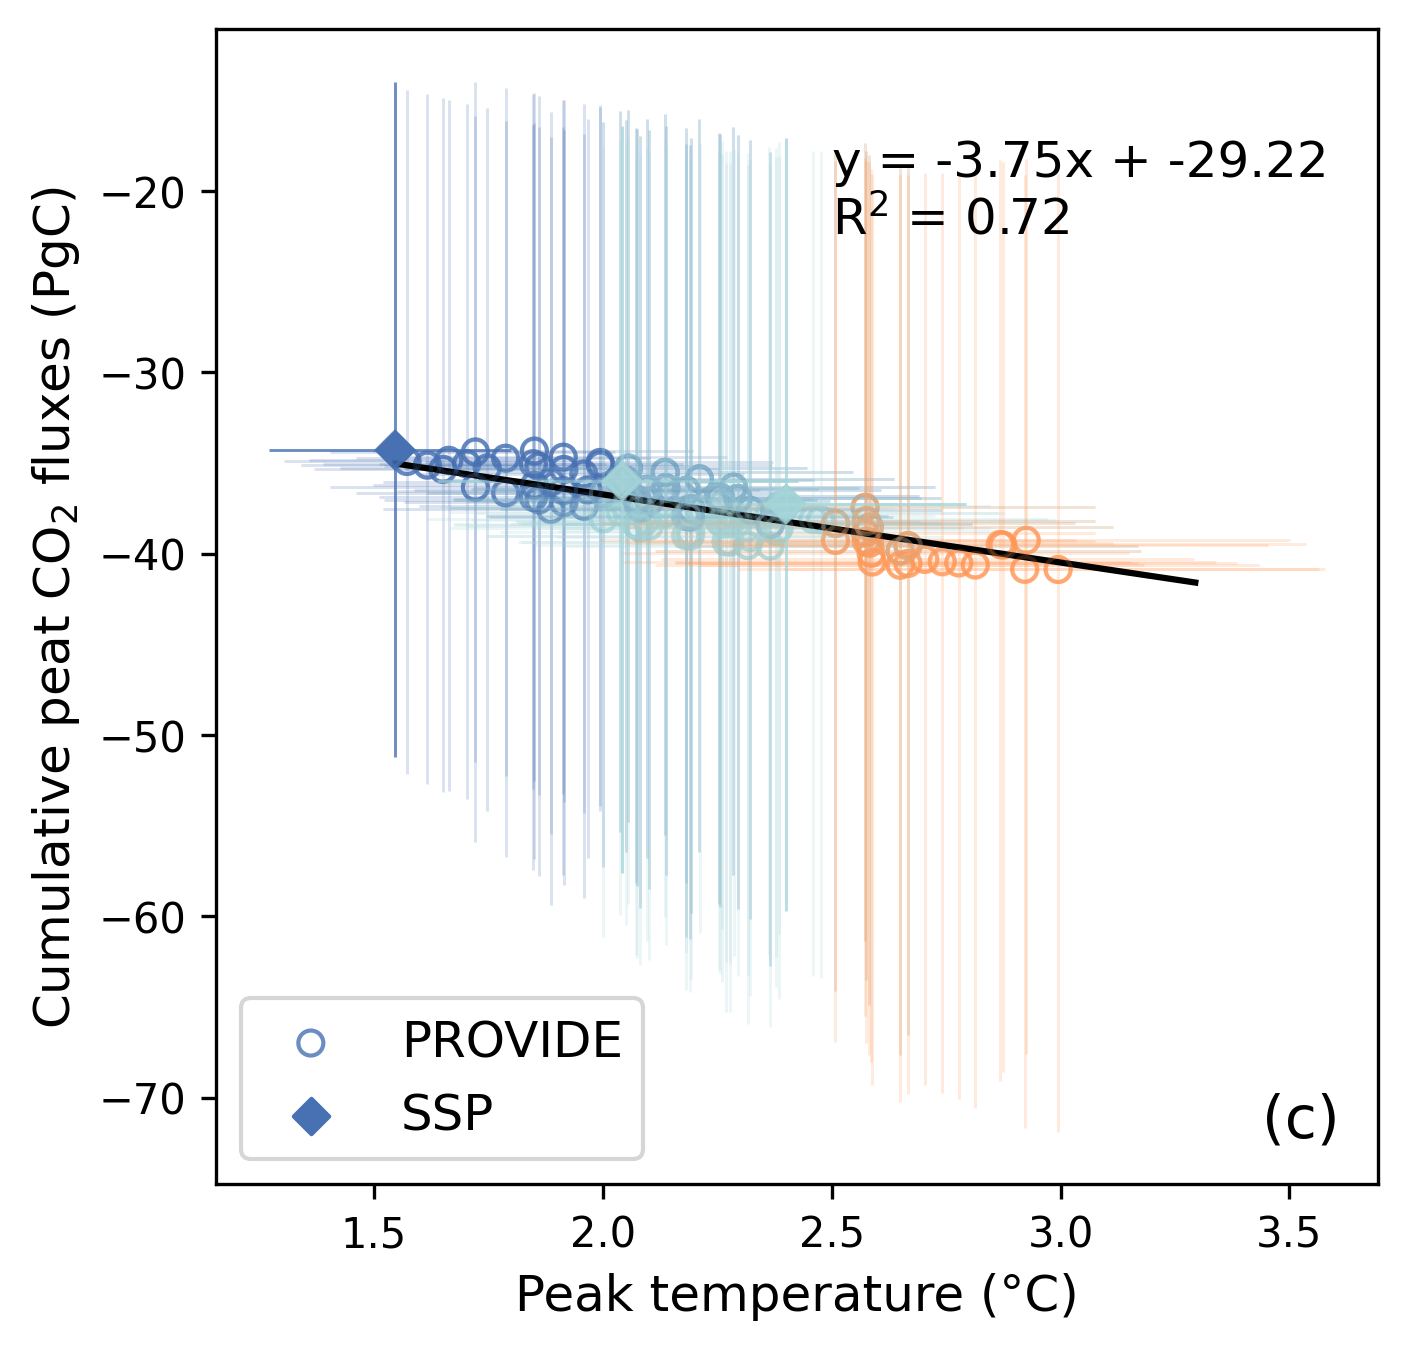 y = -3.75x + -29.22
R² = 0.72
Cumulative peat CO₂ fluxes (PgC)
−20
−30
−40
−50
−60
−70
PROVIDE
SSP
(c)
1.5 2.0 2.5 3.0 3.5
Peak temperature (°C)